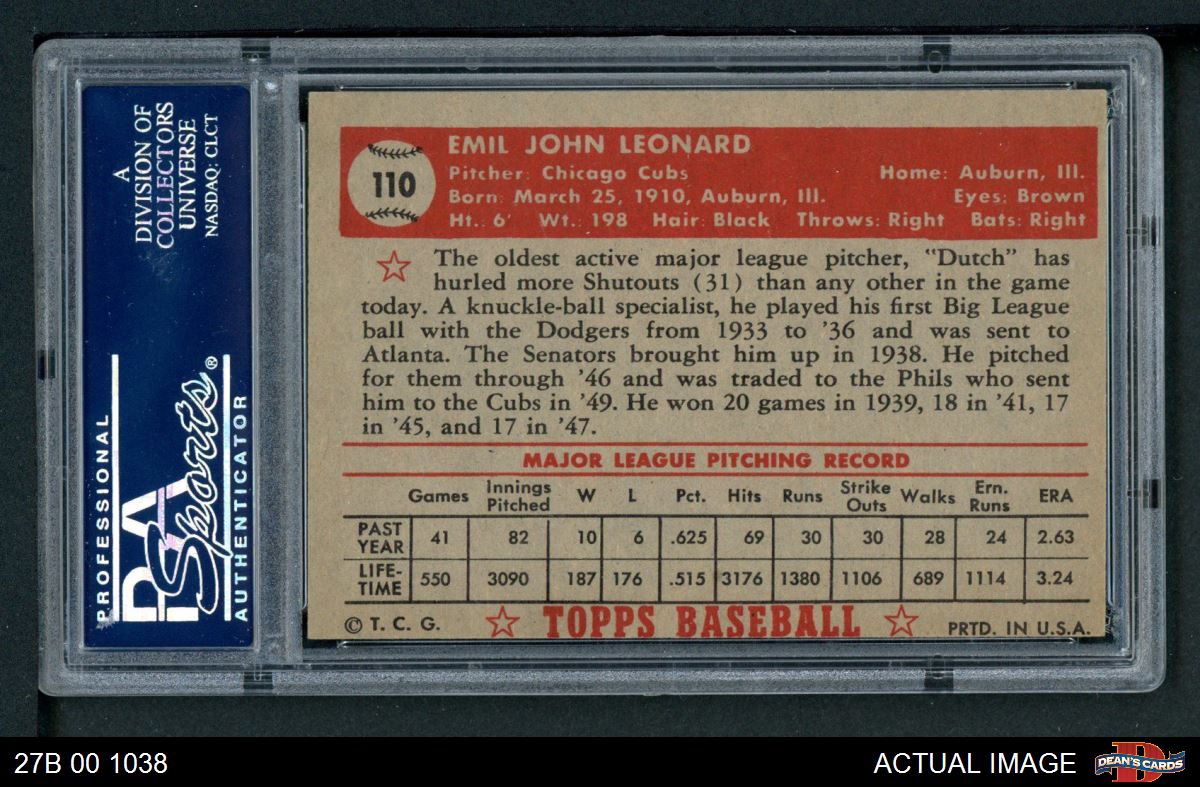 A
DIVISION OF
COLLECTORS
UNIVERSE
NASDAQ: CLCT
PROFESSIONAL
PSA
Sports®
AUTHENTICATOR
110
EMIL JOHN LEONARD
Pitcher: Chicago Cubs Home: Auburn, Ill.
Born: March 25, 1910, Auburn, Ill. Eyes: Brown
Ht.: 6' Wt.: 198 Hair: Black Throws: Right Bats: Right
The oldest active major league pitcher, "Dutch" has
hurled more Shutouts (31) than any other in the game
today. A knuckle-ball specialist, he played his first Big League
ball with the Dodgers from 1933 to '36 and was sent to
Atlanta. The Senators brought him up in 1938. He pitched
for them through '46 and was traded to the Phils who sent
him to the Cubs in '49. He won 20 games in 1939, 18 in '41, 17
in '45, and 17 in '47.
MAJOR LEAGUE PITCHING RECORD
Games Innings Pitched W L Pct. Hits Runs Strike Outs Walks Ern. Runs ERA
PAST YEAR 41 82 10 6 .625 69 30 30 28 24 2.63
LIFE-TIME 550 3090 187 176 .515 3176 1380 1106 689 1114 3.24
© T. C. G. TOPPS BASEBALL PRTD. IN U.S.A.
27B 00 1038 ACTUAL IMAGE DEAN'S CARDS